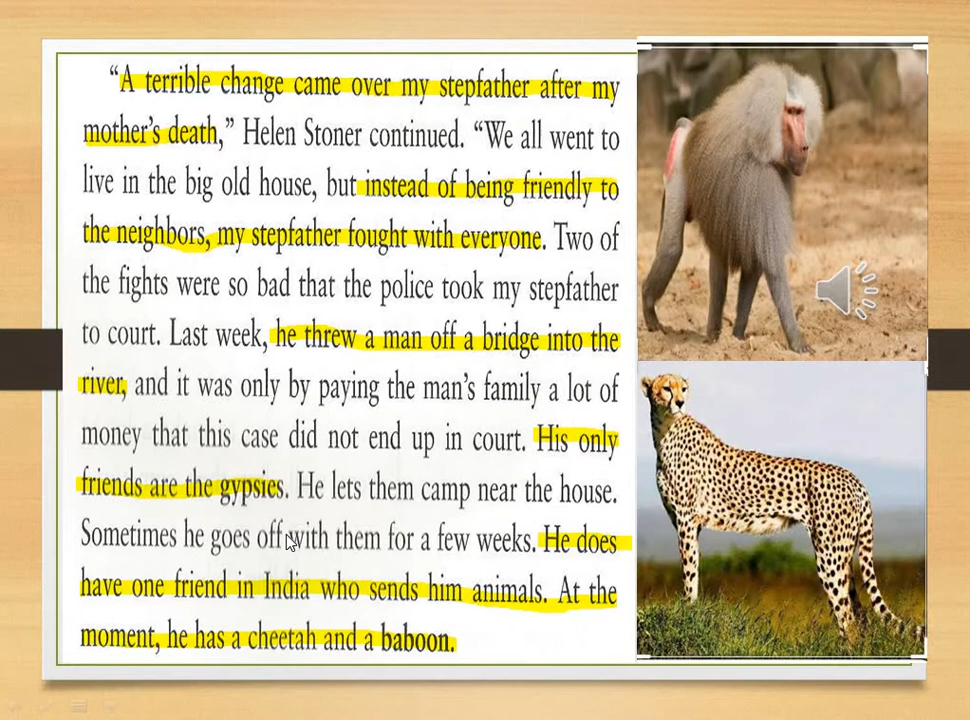 “A terrible change came over my stepfather after my
mother’s death,” Helen Stoner continued. “We all went to
live in the big old house, but instead of being friendly to
the neighbors, my stepfather fought with everyone. Two of
the fights were so bad that the police took my stepfather
to court. Last week, he threw a man off a bridge into the
river, and it was only by paying the man’s family a lot of
money that this case did not end up in court. His only
friends are the gypsies. He lets them camp near the house.
Sometimes he goes off with them for a few weeks. He does
have one friend in India who sends him animals. At the
moment, he has a cheetah and a baboon.